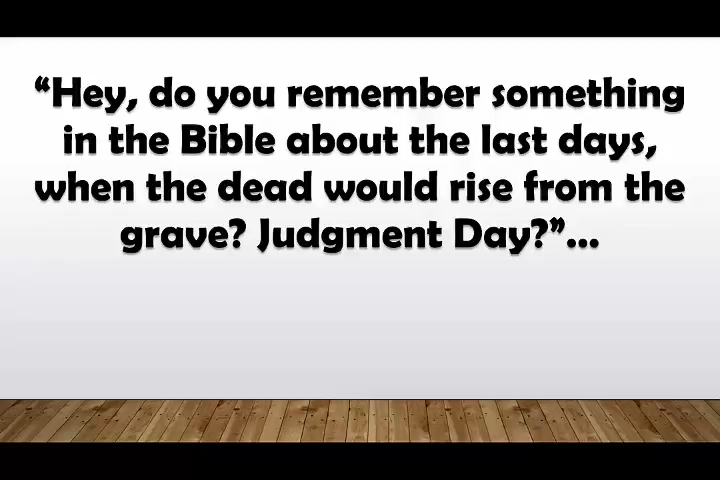 “Hey, do you remember something
in the Bible about the last days,
when the dead would rise from the
grave? Judgment Day?”...